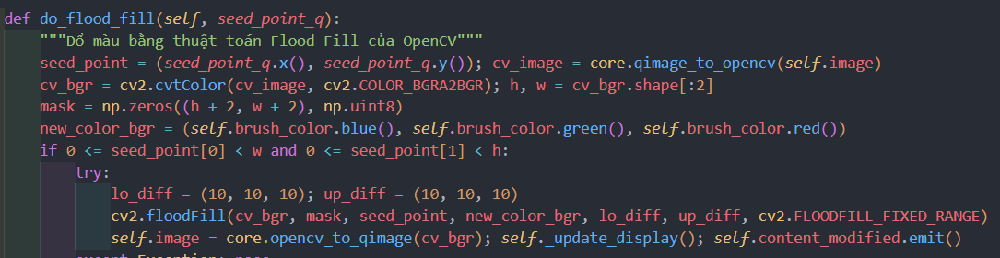 def do_flood_fill(self, seed_point_q):
    """Đổ màu bằng thuật toán Flood Fill của OpenCV"""
    seed_point = (seed_point_q.x(), seed_point_q.y()); cv_image = core.qimage_to_opencv(self.image)
    cv_bgr = cv2.cvtColor(cv_image, cv2.COLOR_BGRA2BGR); h, w = cv_bgr.shape[:2]
    mask = np.zeros((h + 2, w + 2), np.uint8)
    new_color_bgr = (self.brush_color.blue(), self.brush_color.green(), self.brush_color.red())
    if 0 <= seed_point[0] < w and 0 <= seed_point[1] < h:
        try:
            lo_diff = (10, 10, 10); up_diff = (10, 10, 10)
            cv2.floodFill(cv_bgr, mask, seed_point, new_color_bgr, lo_diff, up_diff, cv2.FLOODFILL_FIXED_RANGE)
            self.image = core.opencv_to_qimage(cv_bgr); self._update_display(); self.content_modified.emit()
        except Exception: pass